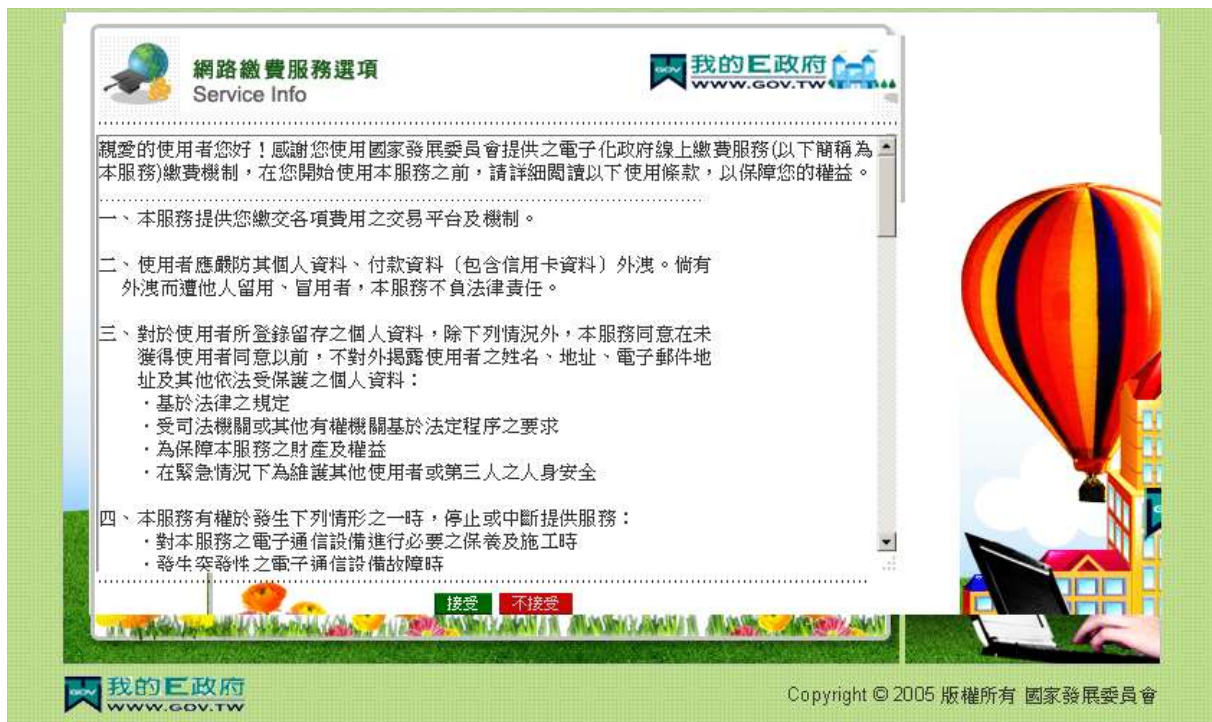 網路繳費服務選項
Service Info
GOV 我的E政府
WWW.GOV.TW
親愛的使用者您好！感謝您使用國家發展委員會提供之電子化政府線上繳費服務(以下簡稱為
本服務)繳費機制，在您開始使用本服務之前，請詳細閱讀以下使用條款，以保障您的權益。
一、本服務提供您繳交各項費用之交易平台及機制。
二、使用者應嚴防其個人資料、付款資料〔包含信用卡資料〕外洩。倘有
外洩而遭他人留用、冒用者，本服務不負法律責任。
三、對於使用者所登錄留存之個人資料，除下列情況外，本服務同意在未
獲得使用者同意以前，不對外揭露使用者之姓名、地址、電子郵件地
址及其他依法受保護之個人資料：
・基於法律之規定
・受司法機關或其他有權機關基於法定程序之要求
・為保障本服務之財產及權益
・在緊急情況下為維護其他使用者或第三人之人身安全
四、本服務有權於發生下列情形之一時，停止或中斷提供服務：
・對本服務之電子通信設備進行必要之保養及施工時
・發生突發性之電子通信設備故障時
接受 不接受
GOV 我的E政府
WWW.GOV.TW
Copyright © 2005 版權所有 國家發展委員會